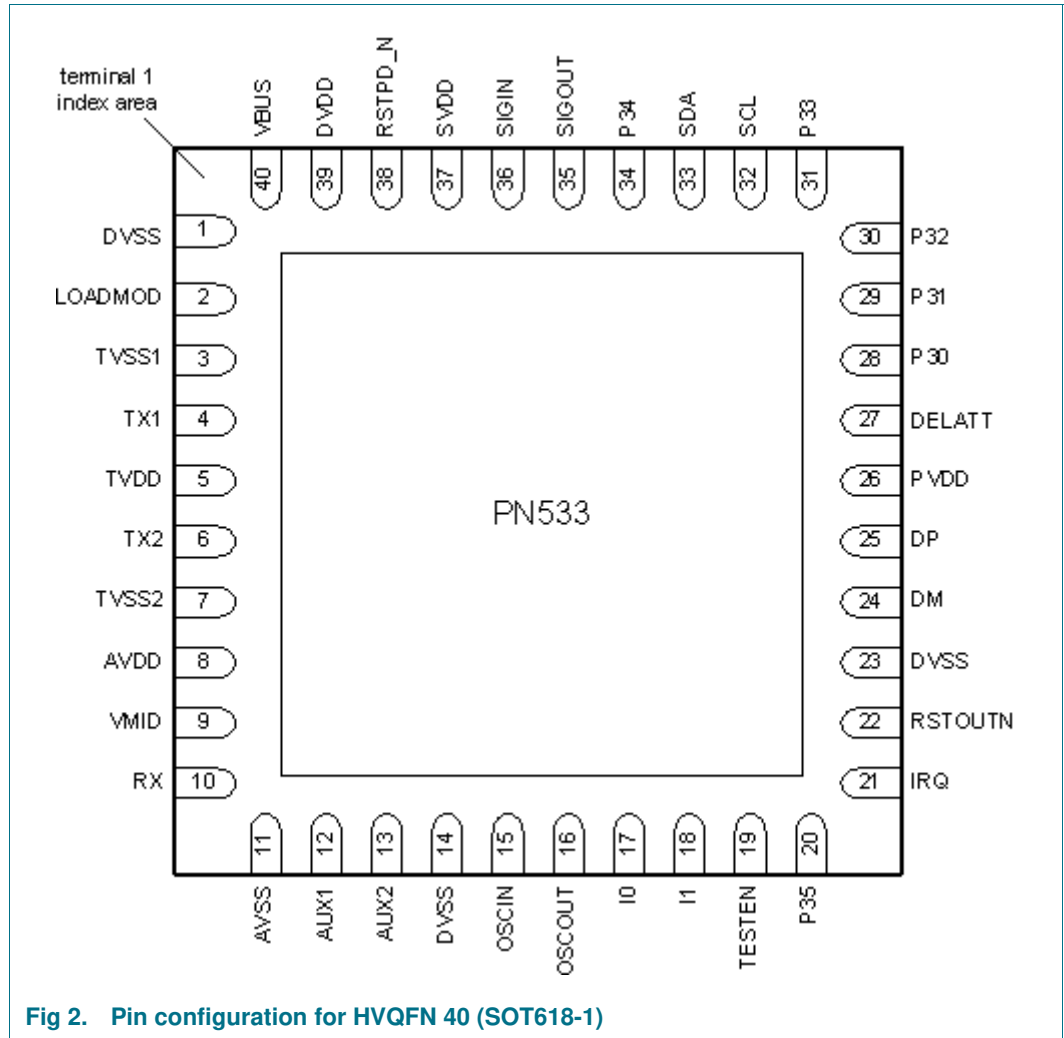 terminal 1
index area
VBUS
DVDD
RSTPD_N
SVDD
SIGIN
SIGOUT
P34
SDA
SCL
P33
40
39
38
37
36
35
34
33
32
31
DVSS 1
LOADMOD 2
TVSS1 3
TX1 4
TVDD 5
TX2 6
TVSS2 7
AVDD 8
VMID 9
RX 10
PN533
30 P32
29 P31
28 P30
27 DELATT
26 PVDD
25 DP
24 DM
23 DVSS
22 RSTOUTN
21 IRQ
11
12
13
14
15
16
17
18
19
20
AVSS
AUX1
AUX2
DVSS
OSCIN
OSCOUT
I0
I1
TESTEN
P35
Fig 2. Pin configuration for HVQFN 40 (SOT618-1)